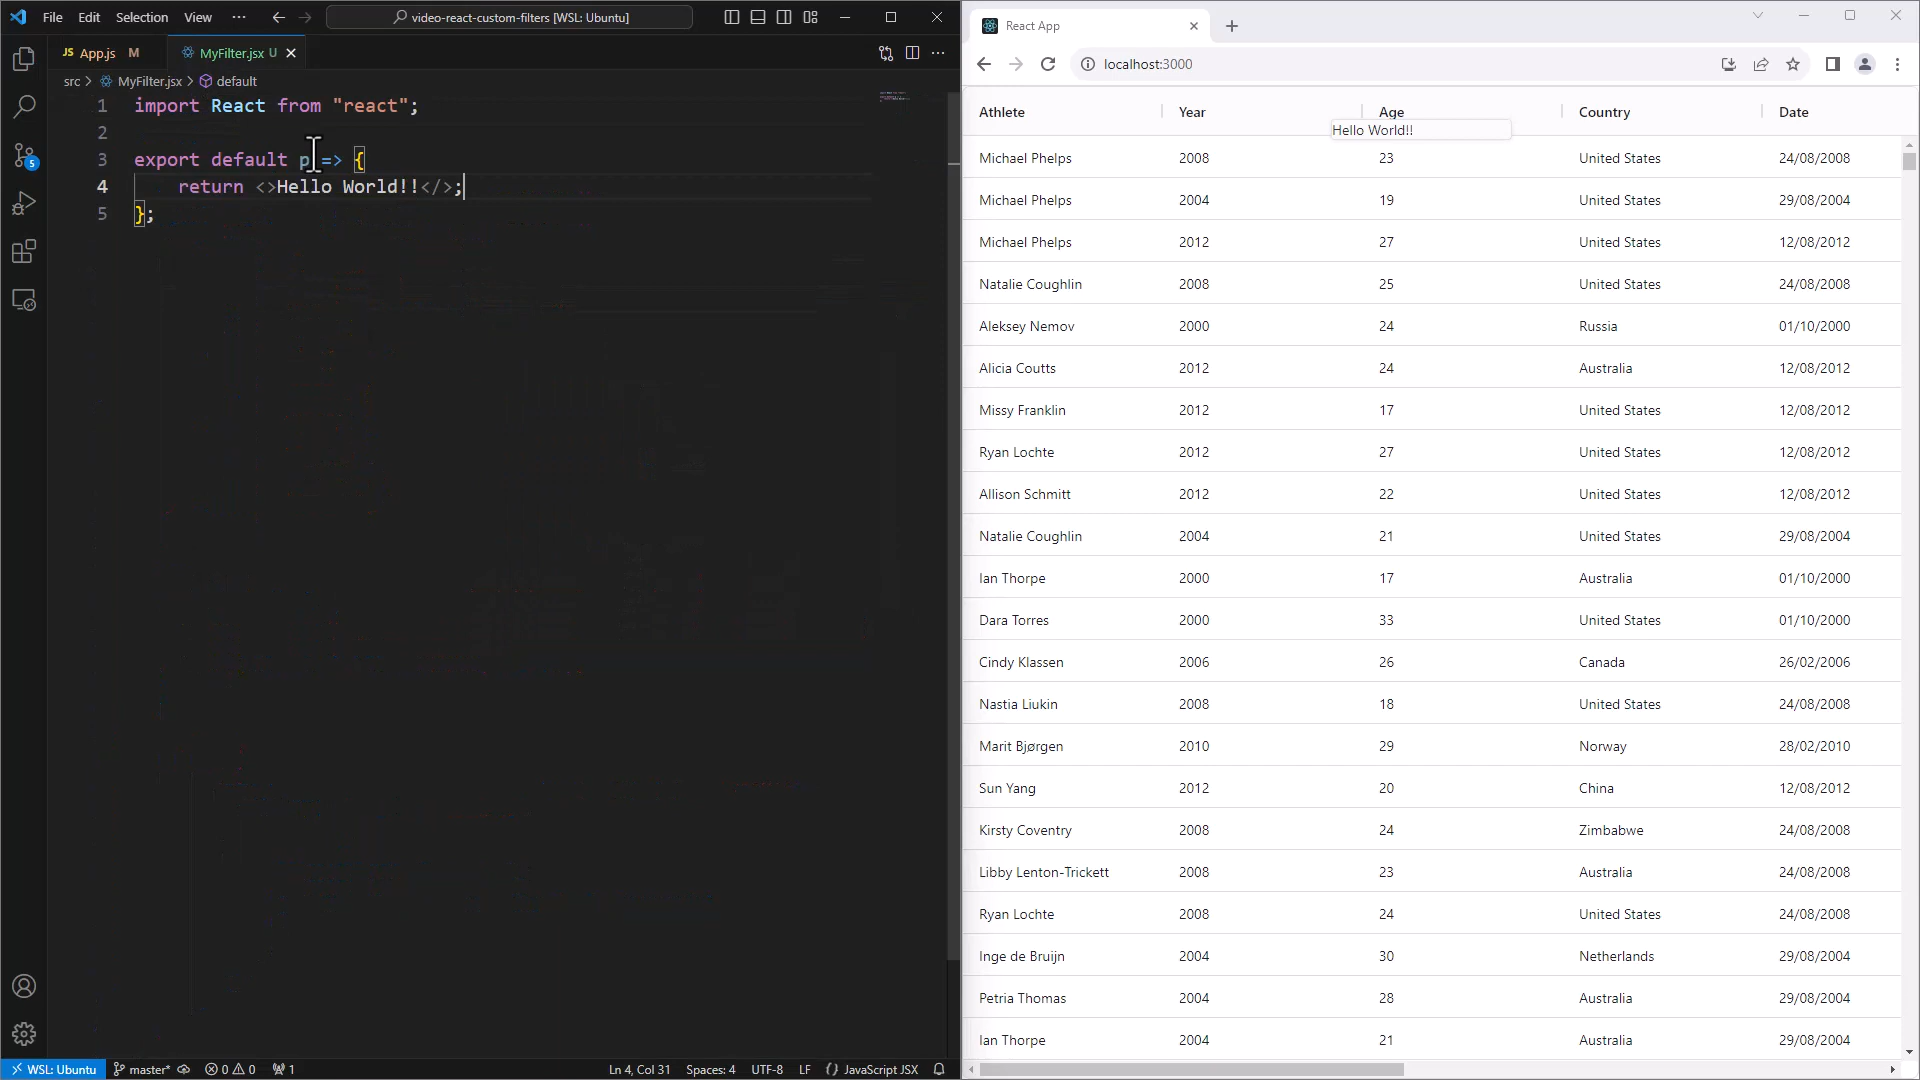 File Edit Selection View ··· video-react-custom-filters [WSL: Ubuntu]
JS App.js M MyFilter.jsx U
src > MyFilter.jsx > default
1 import React from "react";
2
3 export default p => {
4 return <>Hello World!!</>;
5 };
5
WSL: Ubuntu master* 0 0 1 Ln 4, Col 31 Spaces: 4 UTF-8 LF {} JavaScript JSX
React App
localhost:3000
Athlete Year Age Country Date
Hello World!!
Michael Phelps 2008 23 United States 24/08/2008
Michael Phelps 2004 19 United States 29/08/2004
Michael Phelps 2012 27 United States 12/08/2012
Natalie Coughlin 2008 25 United States 24/08/2008
Aleksey Nemov 2000 24 Russia 01/10/2000
Alicia Coutts 2012 24 Australia 12/08/2012
Missy Franklin 2012 17 United States 12/08/2012
Ryan Lochte 2012 27 United States 12/08/2012
Allison Schmitt 2012 22 United States 12/08/2012
Natalie Coughlin 2004 21 United States 29/08/2004
Ian Thorpe 2000 17 Australia 01/10/2000
Dara Torres 2000 33 United States 01/10/2000
Cindy Klassen 2006 26 Canada 26/02/2006
Nastia Liukin 2008 18 United States 24/08/2008
Marit Bjørgen 2010 29 Norway 28/02/2010
Sun Yang 2012 20 China 12/08/2012
Kirsty Coventry 2008 24 Zimbabwe 24/08/2008
Libby Lenton-Trickett 2008 23 Australia 24/08/2008
Ryan Lochte 2008 24 United States 24/08/2008
Inge de Bruijn 2004 30 Netherlands 29/08/2004
Petria Thomas 2004 28 Australia 29/08/2004
Ian Thorpe 2004 21 Australia 29/08/2004